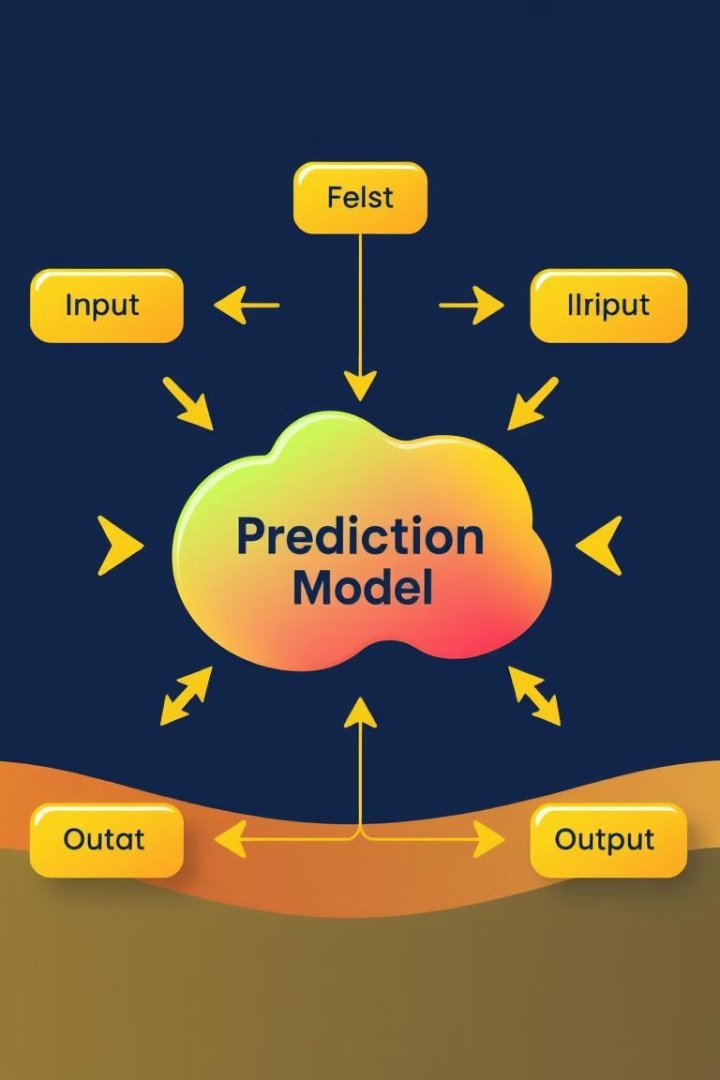 Felst
Input
IIriput
Prediction
Model
Outat
Output